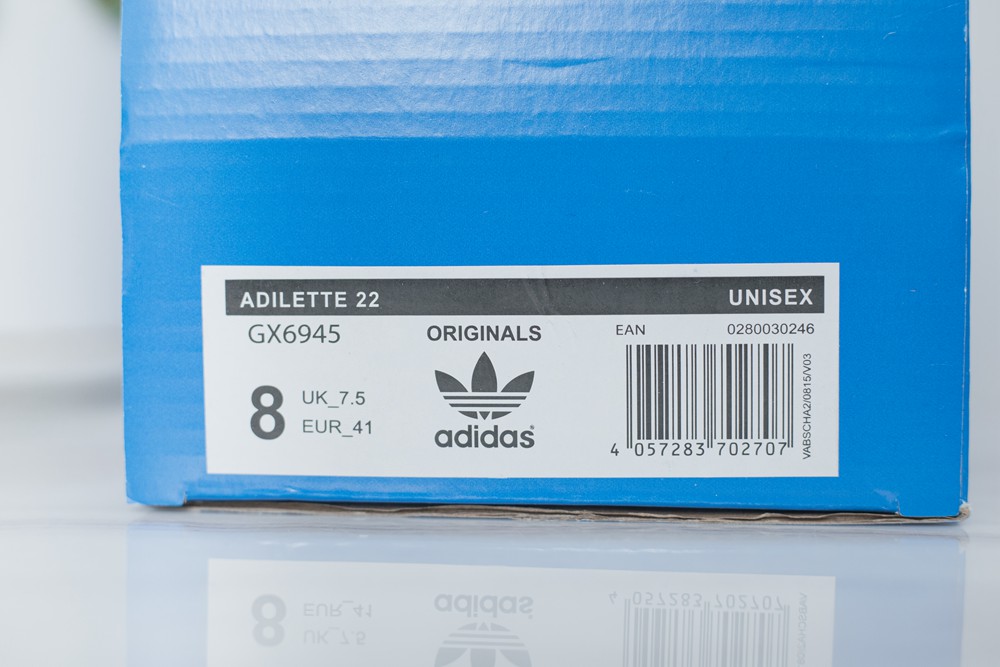 ADILETTE 22 UNISEX
GX6945
ORIGINALS
EAN 0280030246
8 UK_7.5
EUR_41
adidas
4 057283 702707
VABSCHA2/0815/V03